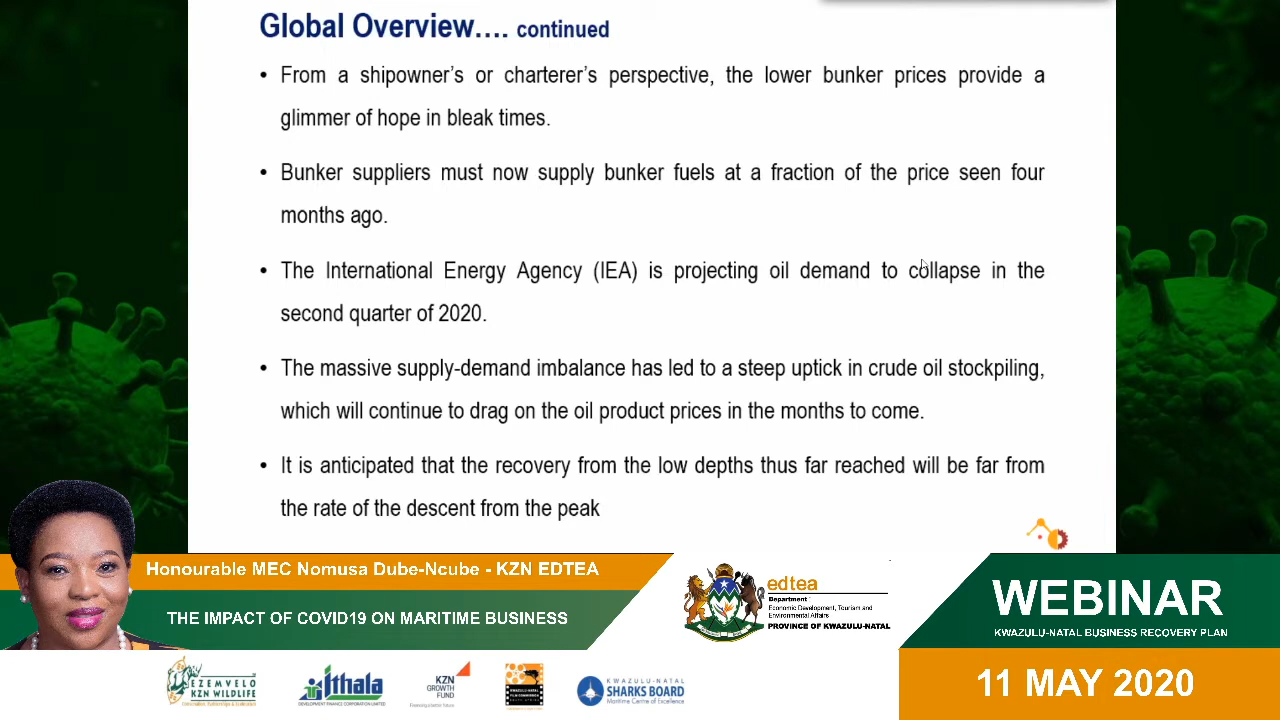 Global Overview…. continued
• From a shipowner's or charterer's perspective, the lower bunker prices provide a
glimmer of hope in bleak times.
• Bunker suppliers must now supply bunker fuels at a fraction of the price seen four
months ago.
• The International Energy Agency (IEA) is projecting oil demand to collapse in the
second quarter of 2020.
• The massive supply-demand imbalance has led to a steep uptick in crude oil stockpiling,
which will continue to drag on the oil product prices in the months to come.
• It is anticipated that the recovery from the low depths thus far reached will be far from
the rate of the descent from the peak
Honourable MEC Nomusa Dube-Ncube - KZN EDTEA
THE IMPACT OF COVID19 ON MARITIME BUSINESS
edtea
Department:
Economic Development, Tourism and
Environmental Affairs
PROVINCE OF KWAZULU-NATAL
WEBINAR
KWAZULU-NATAL BUSINESS RECOVERY PLAN
11 MAY 2020
EZEMVELO
KZN WILDLIFE
Ithala
DEVELOPMENT FINANCE CORPORATION LIMITED
KZN
GROWTH
FUND
KWAZULU-NATAL
FILM COMMISSION
KWAZULU-NATAL
SHARKS BOARD
Maritime Centre of Excellence